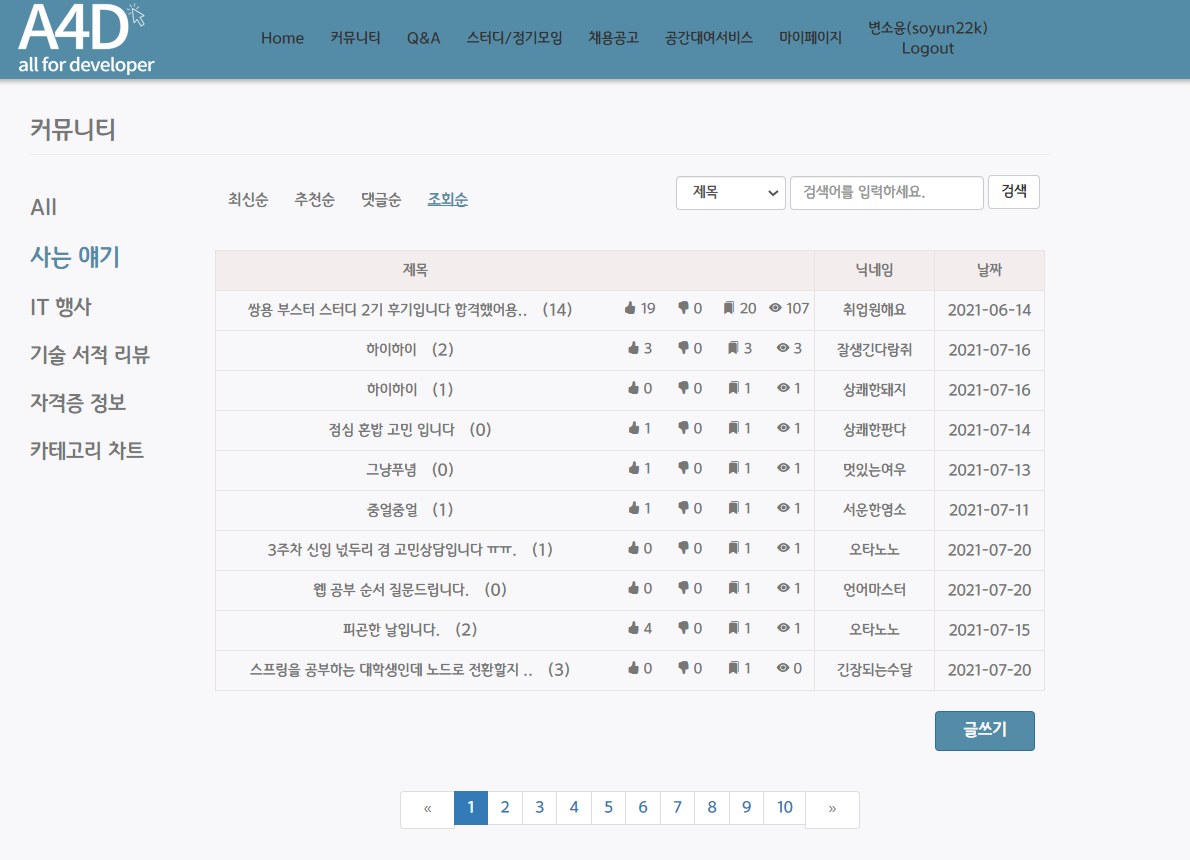 A4D
all for developer
Home 커뮤니티 Q&A 스터디/정기모임 채용공고 공간대여서비스 마이페이지 변소윤(soyun22k)
Logout
커뮤니티
All
사는 얘기
IT 행사
기술 서적 리뷰
자격증 정보
카테고리 차트
최신순 추천순 댓글순 조회순 제목 검색어를 입력하세요. 검색
제목 닉네임 날짜
쌍용 부스터 스터디 2기 후기입니다 합격했어용.. (14) 19 0 20 107 취업원해요 2021-06-14
하이하이 (2) 3 0 3 3 잘생긴다람쥐 2021-07-16
하이하이 (1) 0 0 1 1 상쾌한돼지 2021-07-16
점심 혼밥 고민 입니다 (0) 1 0 1 1 상쾌한판다 2021-07-14
그냥푸념 (0) 1 0 1 1 멋있는여우 2021-07-13
중얼중얼 (1) 1 0 1 1 서운한염소 2021-07-11
3주차 신입 넋두리 겸 고민상담입니다 ㅠㅠ. (1) 0 0 1 1 오타노노 2021-07-20
웹 공부 순서 질문드립니다. (0) 0 0 1 1 언어마스터 2021-07-20
피곤한 날입니다. (2) 4 0 1 1 오타노노 2021-07-15
스프링을 공부하는 대학생인데 노드로 전환할지 .. (3) 0 0 1 0 긴장되는수달 2021-07-20
글쓰기
« 1 2 3 4 5 6 7 8 9 10 »